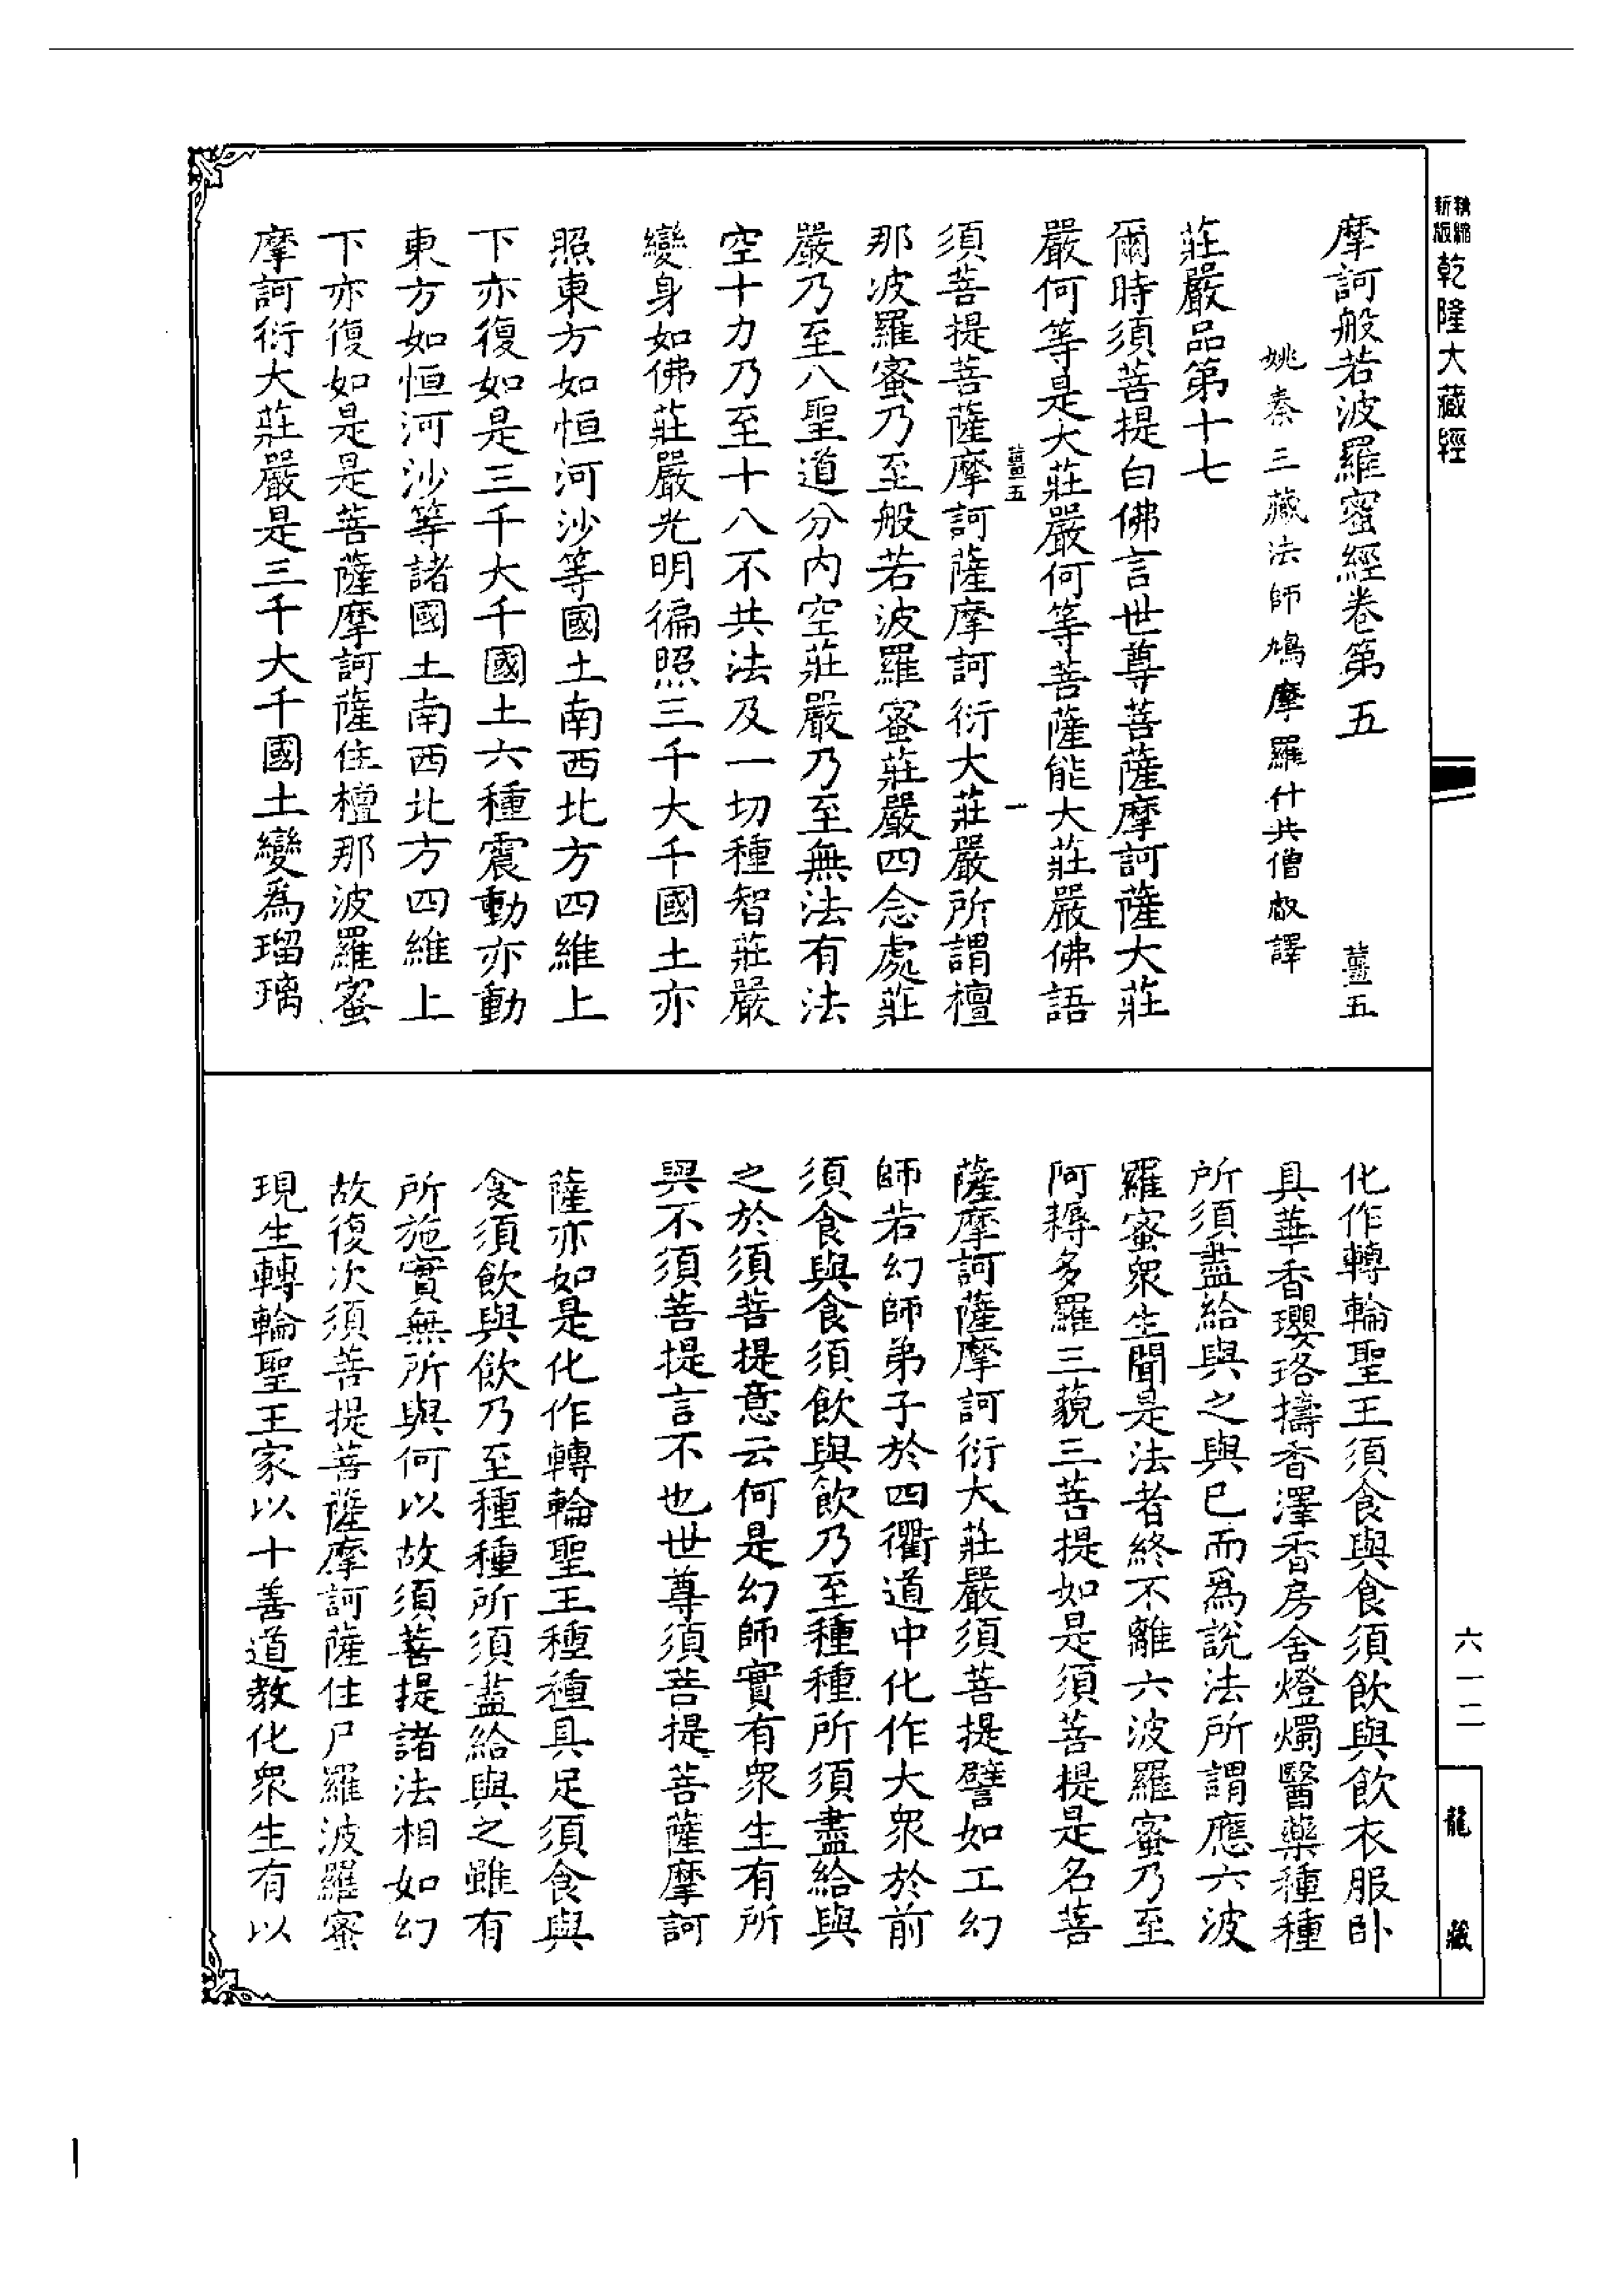 新版 精縮 乾隆大藏經
摩訶般若波羅蜜經卷第五 薑五
姚秦三藏法師鳩摩羅什共僧叡譯
莊嚴品第十七
爾時須菩提白佛言世尊菩薩摩訶薩大莊
嚴何等是大莊嚴何等菩薩能大莊嚴佛語
薑五 一
須菩提菩薩摩訶薩摩訶衍大莊嚴所謂檀
那波羅蜜乃至般若波羅蜜莊嚴四念處莊
嚴乃至八聖道分內空莊嚴乃至無法有法
空十力乃至十八不共法及一切種智莊嚴
變身如佛莊嚴光明徧照三千大千國土亦
照東方如恒河沙等國土南西北方四維上
下亦復如是三千大千國土六種震動亦動
東方如恒河沙等諸國土南西北方四維上
下亦復如是是菩薩摩訶薩住檀那波羅蜜
摩訶衍大莊嚴是三千大千國土變為瑠璃
化作轉輪聖王須食與食須飲與飲衣服臥
具華香瓔珞擣香澤香房舍燈燭醫藥種種
所須盡給與之與已而為說法所謂應六波
羅蜜眾生聞是法者終不離六波羅蜜乃至
阿耨多羅三藐三菩提如是須菩提是名菩
薩摩訶薩摩訶衍大莊嚴須菩提譬如工幻
師若幻師弟子於四衢道中化作大眾於前
須食與食須飲與飲乃至種種所須盡給與
之於須菩提意云何是幻師實有眾生有所
與不須菩提言不也世尊須菩提菩薩摩訶
薩亦如是化作轉輪聖王種種具足須食與
食須飲與飲乃至種種所須盡給與之雖有
所施實無所與何以故須菩提諸法相如幻
故復次須菩提菩薩摩訶薩住尸羅波羅蜜
現生轉輪聖王家以十善道教化眾生有以
六一二
龍藏